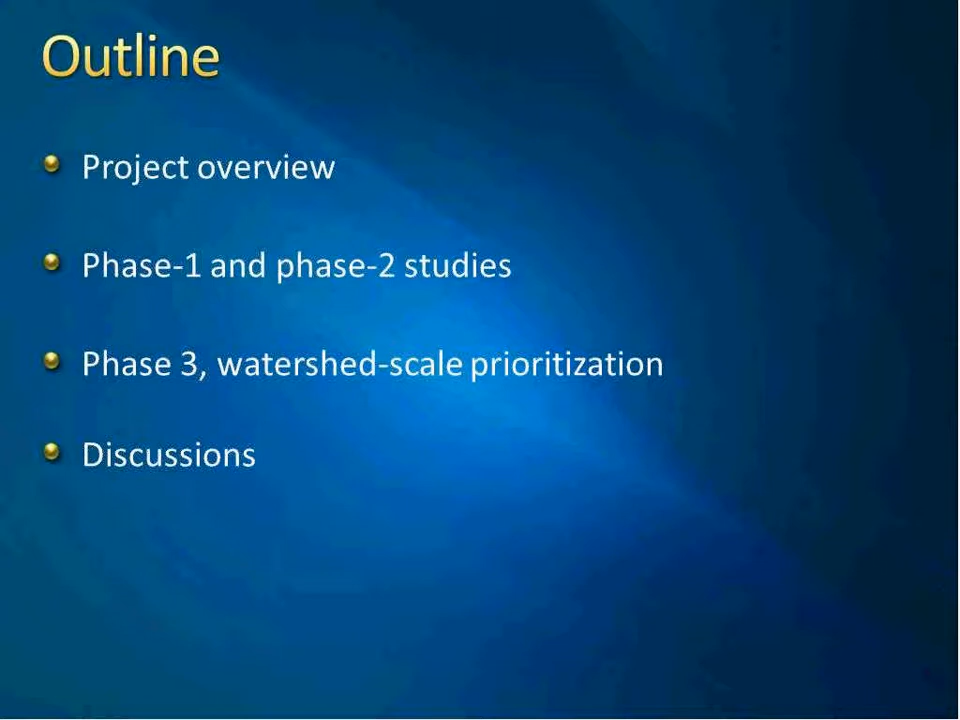 Outline
Project overview
Phase-1 and phase-2 studies
Phase 3, watershed-scale prioritization
Discussions